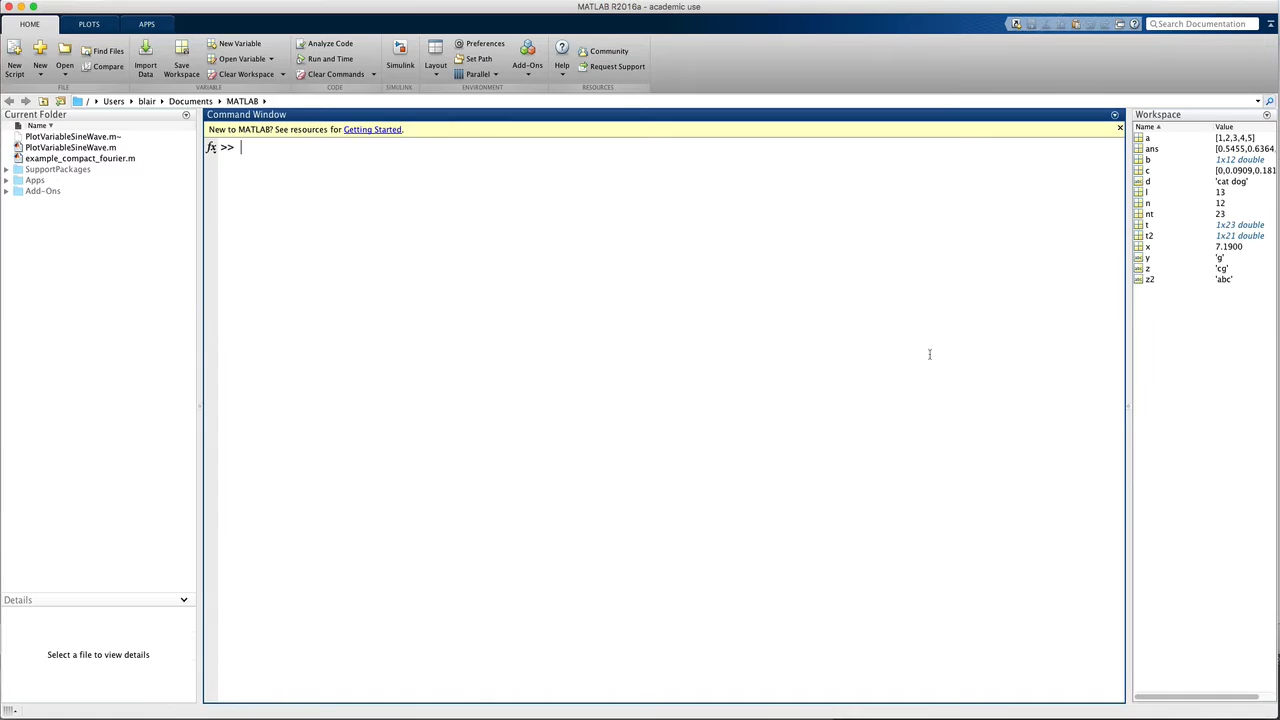 MATLAB R2016a - academic use
HOME PLOTS APPS
Search Documentation
New Script
New
Open
Find Files
Compare
Import Data
Save Workspace
New Variable
Open Variable
Clear Workspace
Analyze Code
Run and Time
Clear Commands
Simulink
Layout
Preferences
Set Path
Parallel
Add-Ons
Help
Community
Request Support
FILE VARIABLE CODE SIMULINK ENVIRONMENT RESOURCES
/ Users blair Documents MATLAB
Current Folder
Name
PlotVariableSineWave.m~
PlotVariableSineWave.m
example_compact_fourier.m
SupportPackages
Apps
Add-Ons
Details
Select a file to view details
Command Window
New to MATLAB? See resources for Getting Started.
fx >>
Workspace
Name Value
a [1,2,3,4,5]
ans [0.5455,0.6364,
b 1x12 double
c [0,0.0909,0.181
d 'cat dog'
l 13
n 12
nt 23
t 1x23 double
t2 1x21 double
x 7.1900
y 'g'
z 'cg'
z2 'abc'